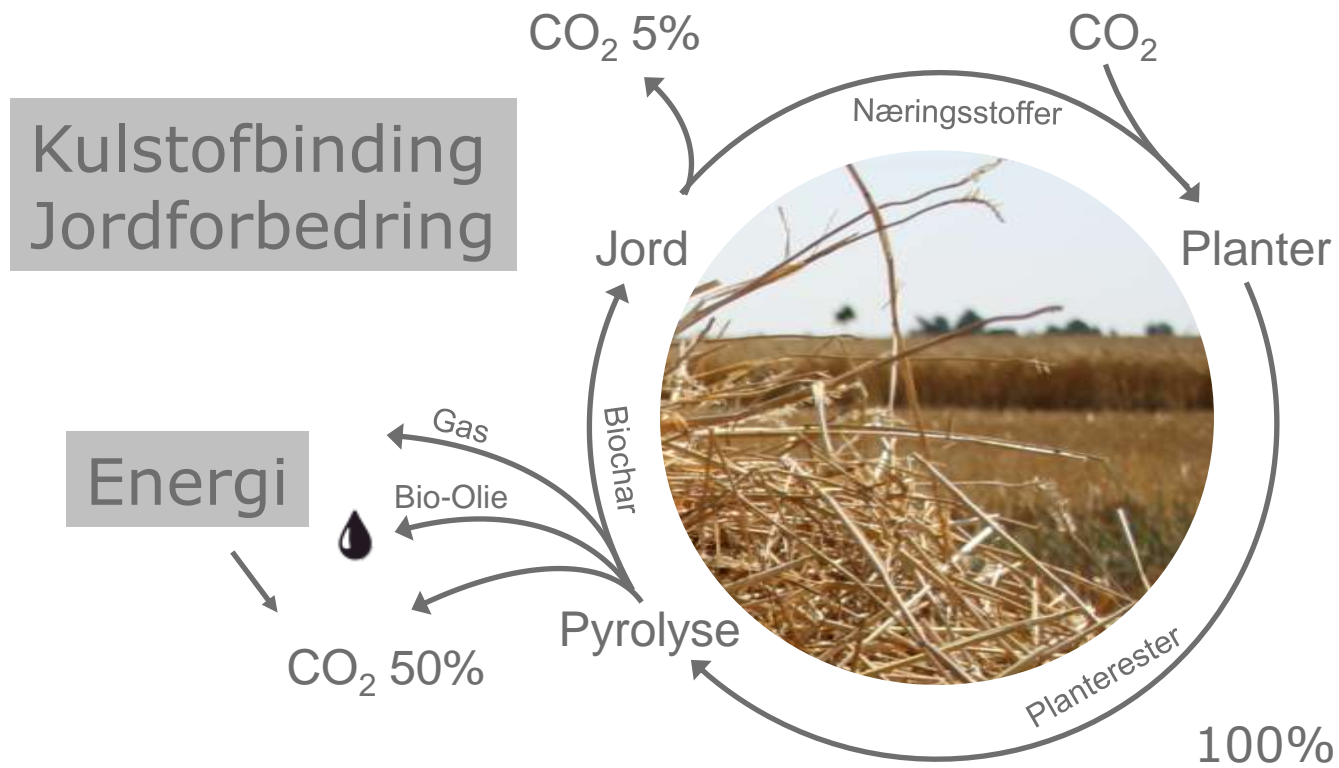 CO₂ 5%
CO₂
Næringsstoffer
Kulstofbinding
Jordforbedring
Jord
Planter
Biochar
Gas
Bio-Olie
Energi
Pyrolyse
CO₂ 50%
Planterester
100%